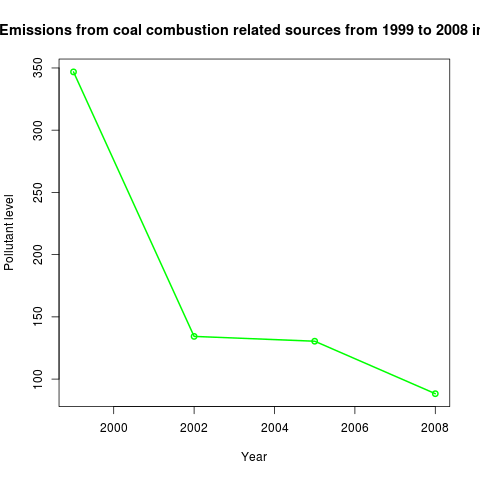 Emissions from coal combustion related sources from 1999 to 2008 in
Pollutant level
350
300
250
200
150
100
2000 2002 2004 2006 2008
Year